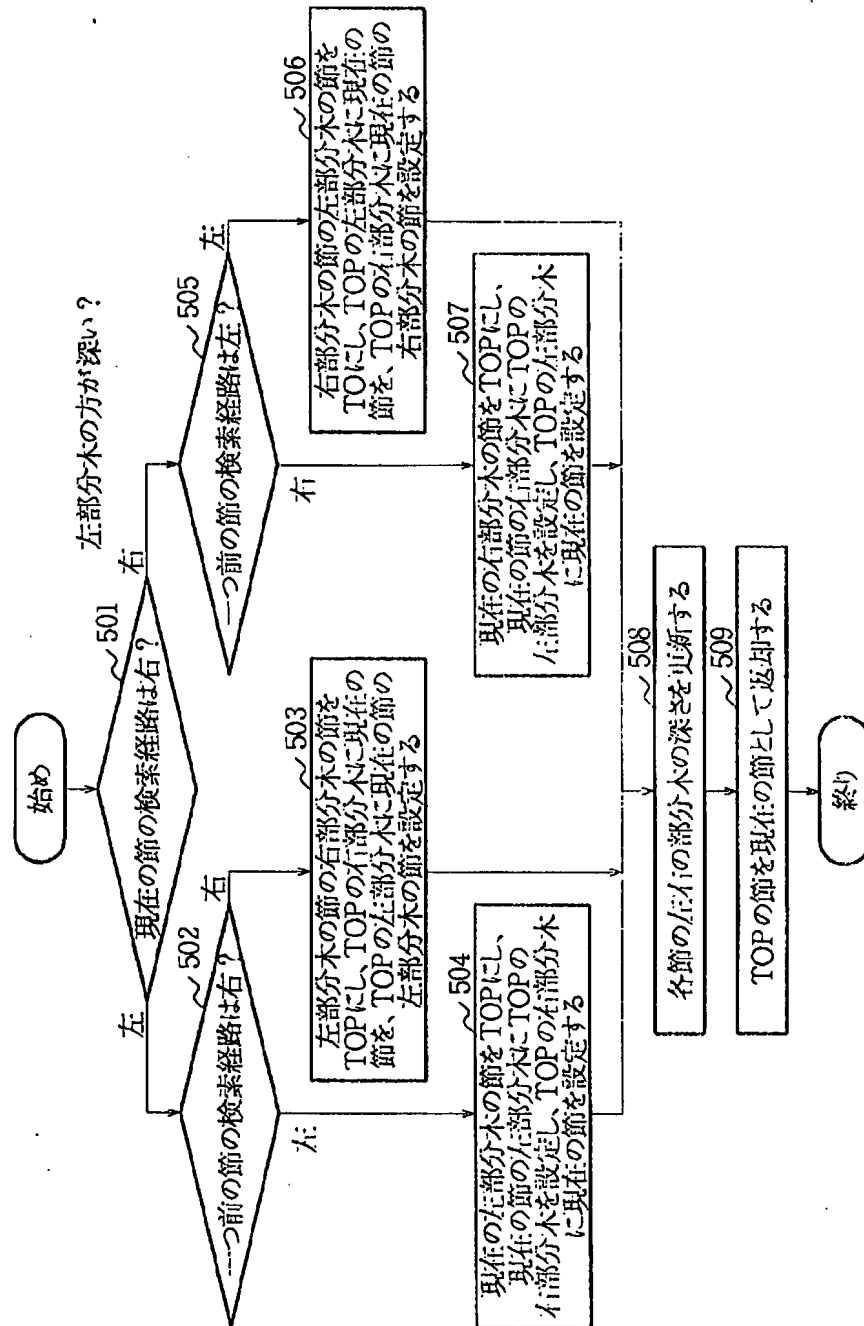 始め
現在の節の検索経路は右?
501
左
右
左部分木の方が深い?
一つ前の節の検索経路は右?
502
右
左
一つ前の節の検索経路は左?
505
左
右
503
左部分木の節の右部分木の節を
TOPにし、TOPの右部分木に現在の
節を、TOPの左部分木に現在の節の
左部分木の節を設定する
506
右部分木の節の左部分木の節を
TOにし、TOPの左部分木に現在の
節を、TOPの右部分木に現在の節の
右部分木の節を設定する
504
現在の左部分木の節をTOPにし、
現在の節の左部分木にTOPの
右部分木を設定し、TOPの右部分木
に現在の節を設定する
507
現在の右部分木の節をTOPにし、
現在の節の右部分木にTOPの
左部分木を設定し、TOPの左部分木
に現在の節を設定する
508
各節の左右の部分木の深さを更新する
509
TOPの節を現在の節として返却する
終り